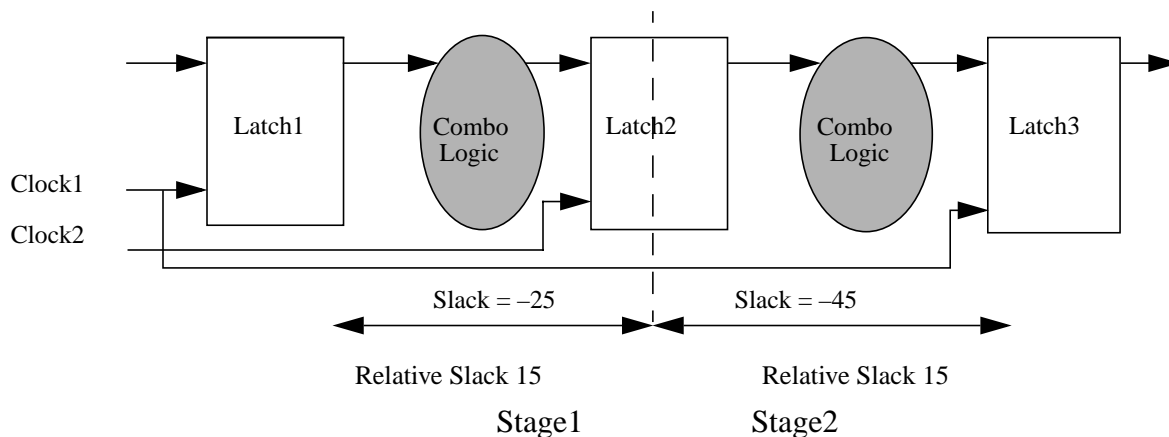 Latch1
Combo
Logic
Latch2
Combo
Logic
Latch3
Clock1
Clock2
Slack = –25
Slack = –45
Relative Slack 15
Relative Slack 15
Stage1
Stage2